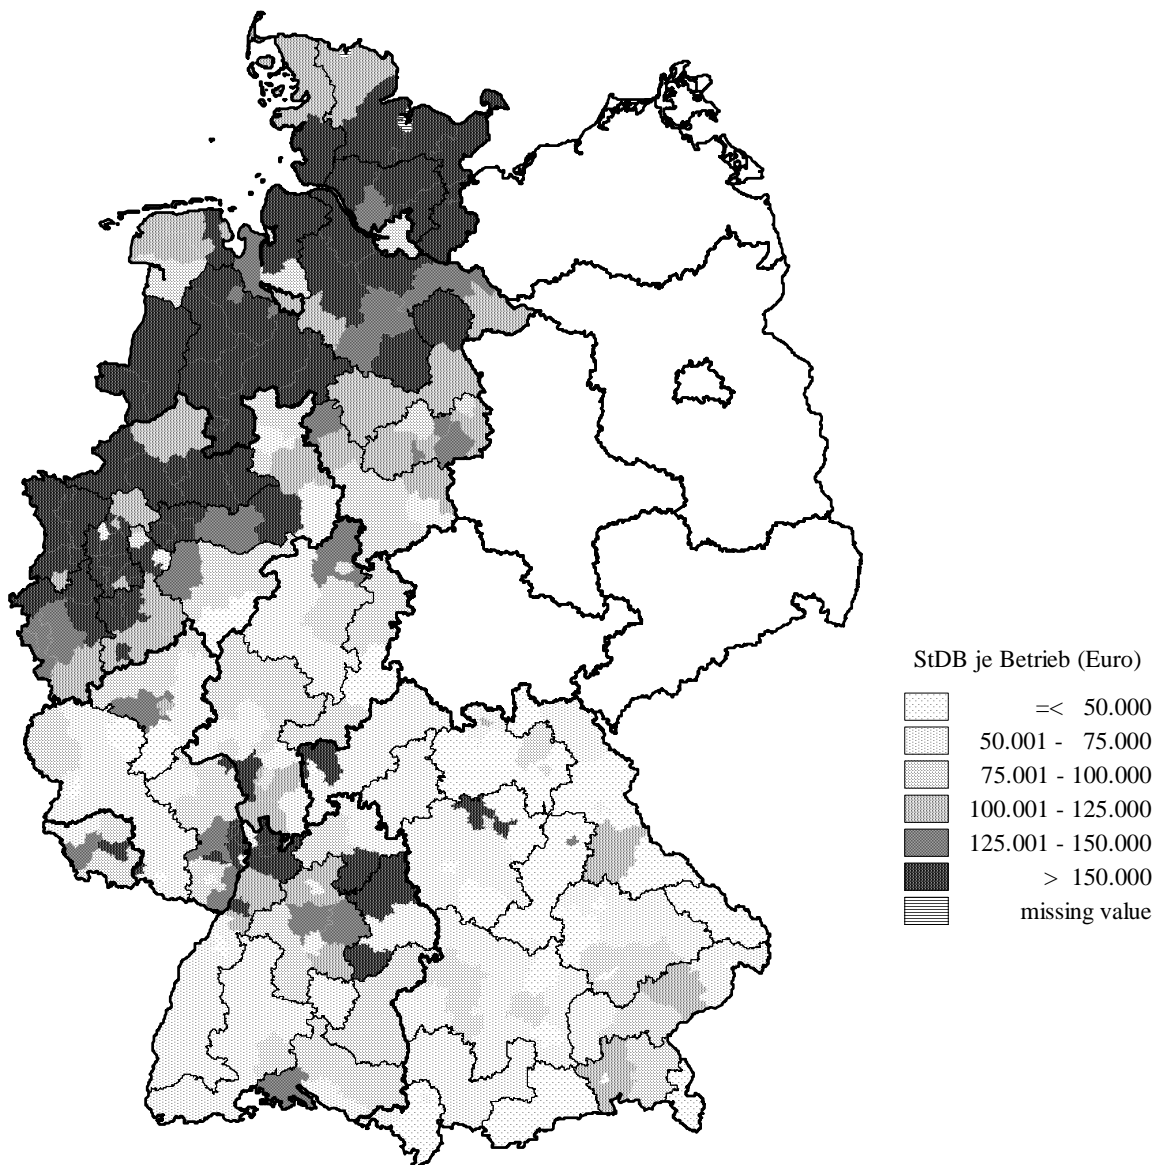 StDB je Betrieb (Euro)
=< 50.000
50.001 - 75.000
75.001 - 100.000
100.001 - 125.000
125.001 - 150.000
> 150.000
missing value